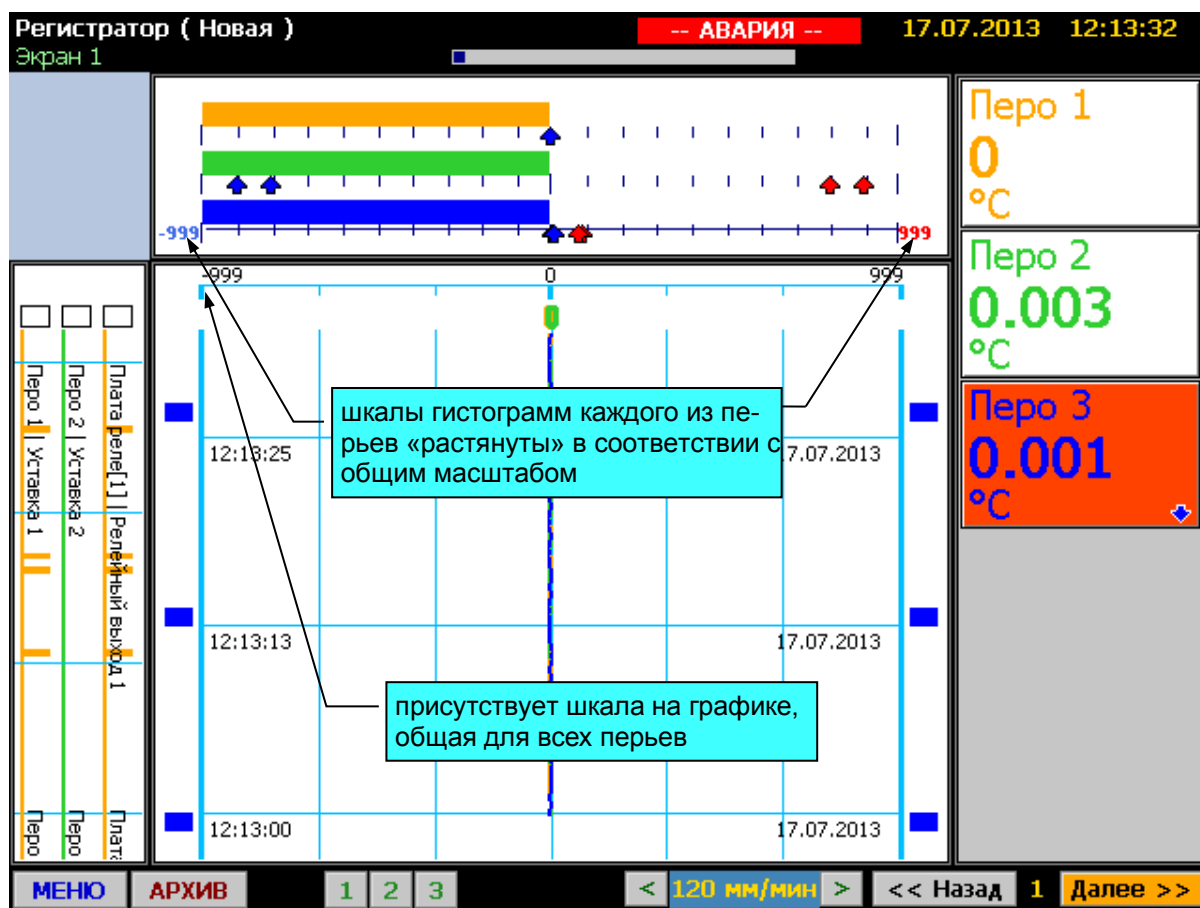 Регистратор ( Новая )
-- АВАРИЯ --
17.07.2013 12:13:32
Экран 1
-999
999
Перо 1
0
°C
Перо 2
0.003
°C
Перо 3
0.001
°C
-999
0
999
0
шкалы гистограмм каждого из пе-
рьев «растянуты» в соответствии с
общим масштабом
12:13:25
7.07.2013
12:13:13
17.07.2013
присутствует шкала на графике,
общая для всех перьев
12:13:00
17.07.2013
Перо 1 | Уставка 1
Перо 2 | Уставка 2
Плата реле[1] | Релейный выход 1
Перо
Перо
Плата
МЕНЮ
АРХИВ
1
2
3
<
120 мм/мин
>
<< Назад
1
Далее >>